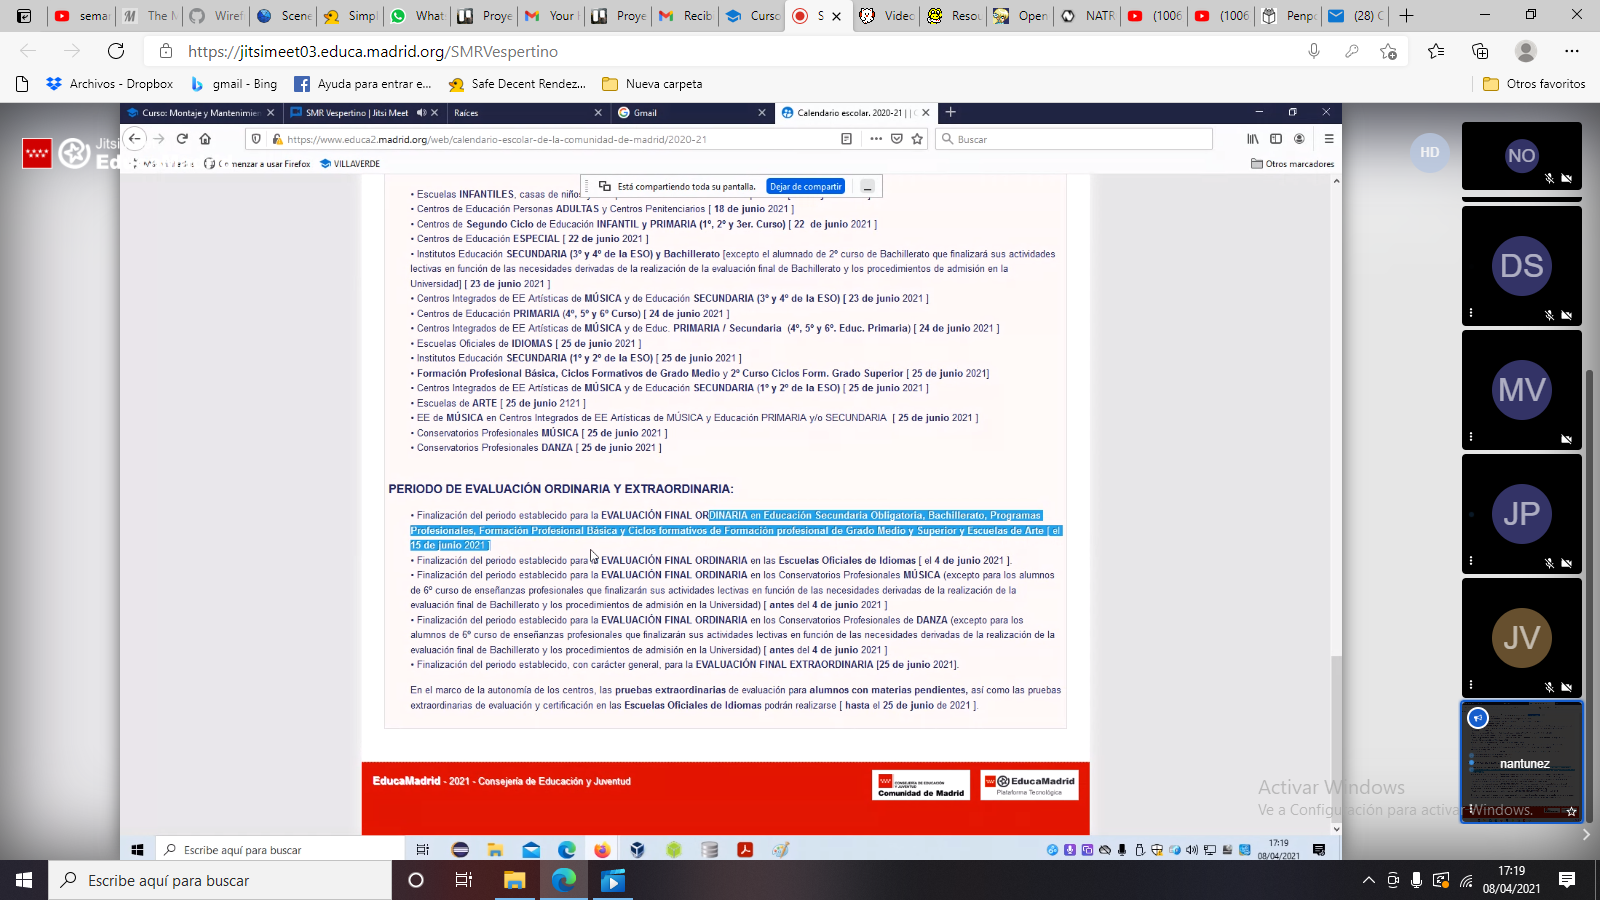 semar
The M
Wiref
Scene
Simpl
What
Proye
Your H
Proye
Recib
Curso
S
Video
Resou
Open
NATR
(1006
(1006
Penpo
(28) C
https://jitsimeet03.educa.madrid.org/SMRVespertino
Archivos - Dropbox
gmail - Bing
Ayuda para entrar e...
Safe Decent Rendez...
Nueva carpeta
Otros favoritos
Curso: Montaje y Mantenimien
SMR Vespertino | Jitsi Meet
Raíces
Gmail
Calendario escolar. 2020-21 | | C
https://www.educa2.madrid.org/web/calendario-escolar-de-la-comunidad-de-madrid/2020-21
Buscar
Comenzar a usar Firefox
VILLAVERDE
Otros marcadores
Jitsi
Está compartiendo toda su pantalla.
Dejar de compartir
• Escuelas INFANTILES, casas de niños
• Centros de Educación Personas ADULTAS y Centros Penitenciarios [ 18 de junio 2021 ]
• Centros de Segundo Ciclo de Educación INFANTIL y PRIMARIA (1º, 2º y 3er. Curso) [ 22 de junio 2021 ]
• Centros de Educación ESPECIAL [ 22 de junio 2021 ]
• Institutos Educación SECUNDARIA (3º y 4º de la ESO) y Bachillerato [excepto el alumnado de 2º curso de Bachillerato que finalizará sus actividades
lectivas en función de las necesidades derivadas de la realización de la evaluación final de Bachillerato y los procedimientos de admisión en la
Universidad] [ 23 de junio 2021 ]
• Centros Integrados de EE Artísticas de MÚSICA y de Educación SECUNDARIA (3º y 4º de la ESO) [ 23 de junio 2021 ]
• Centros de Educación PRIMARIA (4º, 5º y 6º Curso) [ 24 de junio 2021 ]
• Centros Integrados de EE Artísticas de MÚSICA y de Educ. PRIMARIA / Secundaria (4º, 5º y 6º. Educ. Primaria) [ 24 de junio 2021 ]
• Escuelas Oficiales de IDIOMAS [ 25 de junio 2021 ]
• Institutos Educación SECUNDARIA (1º y 2º de la ESO) [ 25 de junio 2021 ]
• Formación Profesional Básica, Ciclos Formativos de Grado Medio y 2º Curso Ciclos Form. Grado Superior [ 25 de junio 2021]
• Centros Integrados de EE Artísticas de MÚSICA y de Educación SECUNDARIA (1º y 2º de la ESO) [ 25 de junio 2021 ]
• Escuelas de ARTE [ 25 de junio 2121 ]
• EE de MÚSICA en Centros Integrados de EE Artísticas de MÚSICA y Educación PRIMARIA y/o SECUNDARIA [ 25 de junio 2021 ]
• Conservatorios Profesionales MÚSICA [ 25 de junio 2021 ]
• Conservatorios Profesionales DANZA [ 25 de junio 2021 ]
PERIODO DE EVALUACIÓN ORDINARIA Y EXTRAORDINARIA:
• Finalización del periodo establecido para la EVALUACIÓN FINAL ORDINARIA en Educación Secundaria Obligatoria, Bachillerato, Programas
Profesionales, Formación Profesional Básica y Ciclos formativos de Formación profesional de Grado Medio y Superior y Escuelas de Arte [ el
15 de junio 2021 ]
• Finalización del periodo establecido para la EVALUACIÓN FINAL ORDINARIA en las Escuelas Oficiales de Idiomas [ el 4 de junio 2021 ].
• Finalización del periodo establecido para la EVALUACIÓN FINAL ORDINARIA en los Conservatorios Profesionales MÚSICA (excepto para los alumnos
de 6º curso de enseñanzas profesionales que finalizarán sus actividades lectivas en función de las necesidades derivadas de la realización de la
evaluación final de Bachillerato y los procedimientos de admisión en la Universidad) [ antes del 4 de junio 2021 ]
• Finalización del periodo establecido para la EVALUACIÓN FINAL ORDINARIA en los Conservatorios Profesionales de DANZA (excepto para los
alumnos de 6º curso de enseñanzas profesionales que finalizarán sus actividades lectivas en función de las necesidades derivadas de la realización de la
evaluación final de Bachillerato y los procedimientos de admisión en la Universidad) [ antes del 4 de junio 2021 ]
• Finalización del periodo establecido, con carácter general, para la EVALUACIÓN FINAL EXTRAORDINARIA [25 de junio 2021].
En el marco de la autonomía de los centros, las pruebas extraordinarias de evaluación para alumnos con materias pendientes, así como las pruebas
extraordinarias de evaluación y certificación en las Escuelas Oficiales de Idiomas podrán realizarse [ hasta el 25 de junio de 2021 ].
EducaMadrid - 2021 - Consejería de Educación y Juventud
CONSEJERÍA DE EDUCACIÓN
Y JUVENTUD
Comunidad de Madrid
EducaMadrid
Plataforma Tecnológica
HD
NO
DS
MV
JP
JV
nantunez
Activar Windows
Ve a Configuración para activar Windows.
Escribe aquí para buscar
17:19
08/04/2021
Escribe aquí para buscar
17:19
08/04/2021